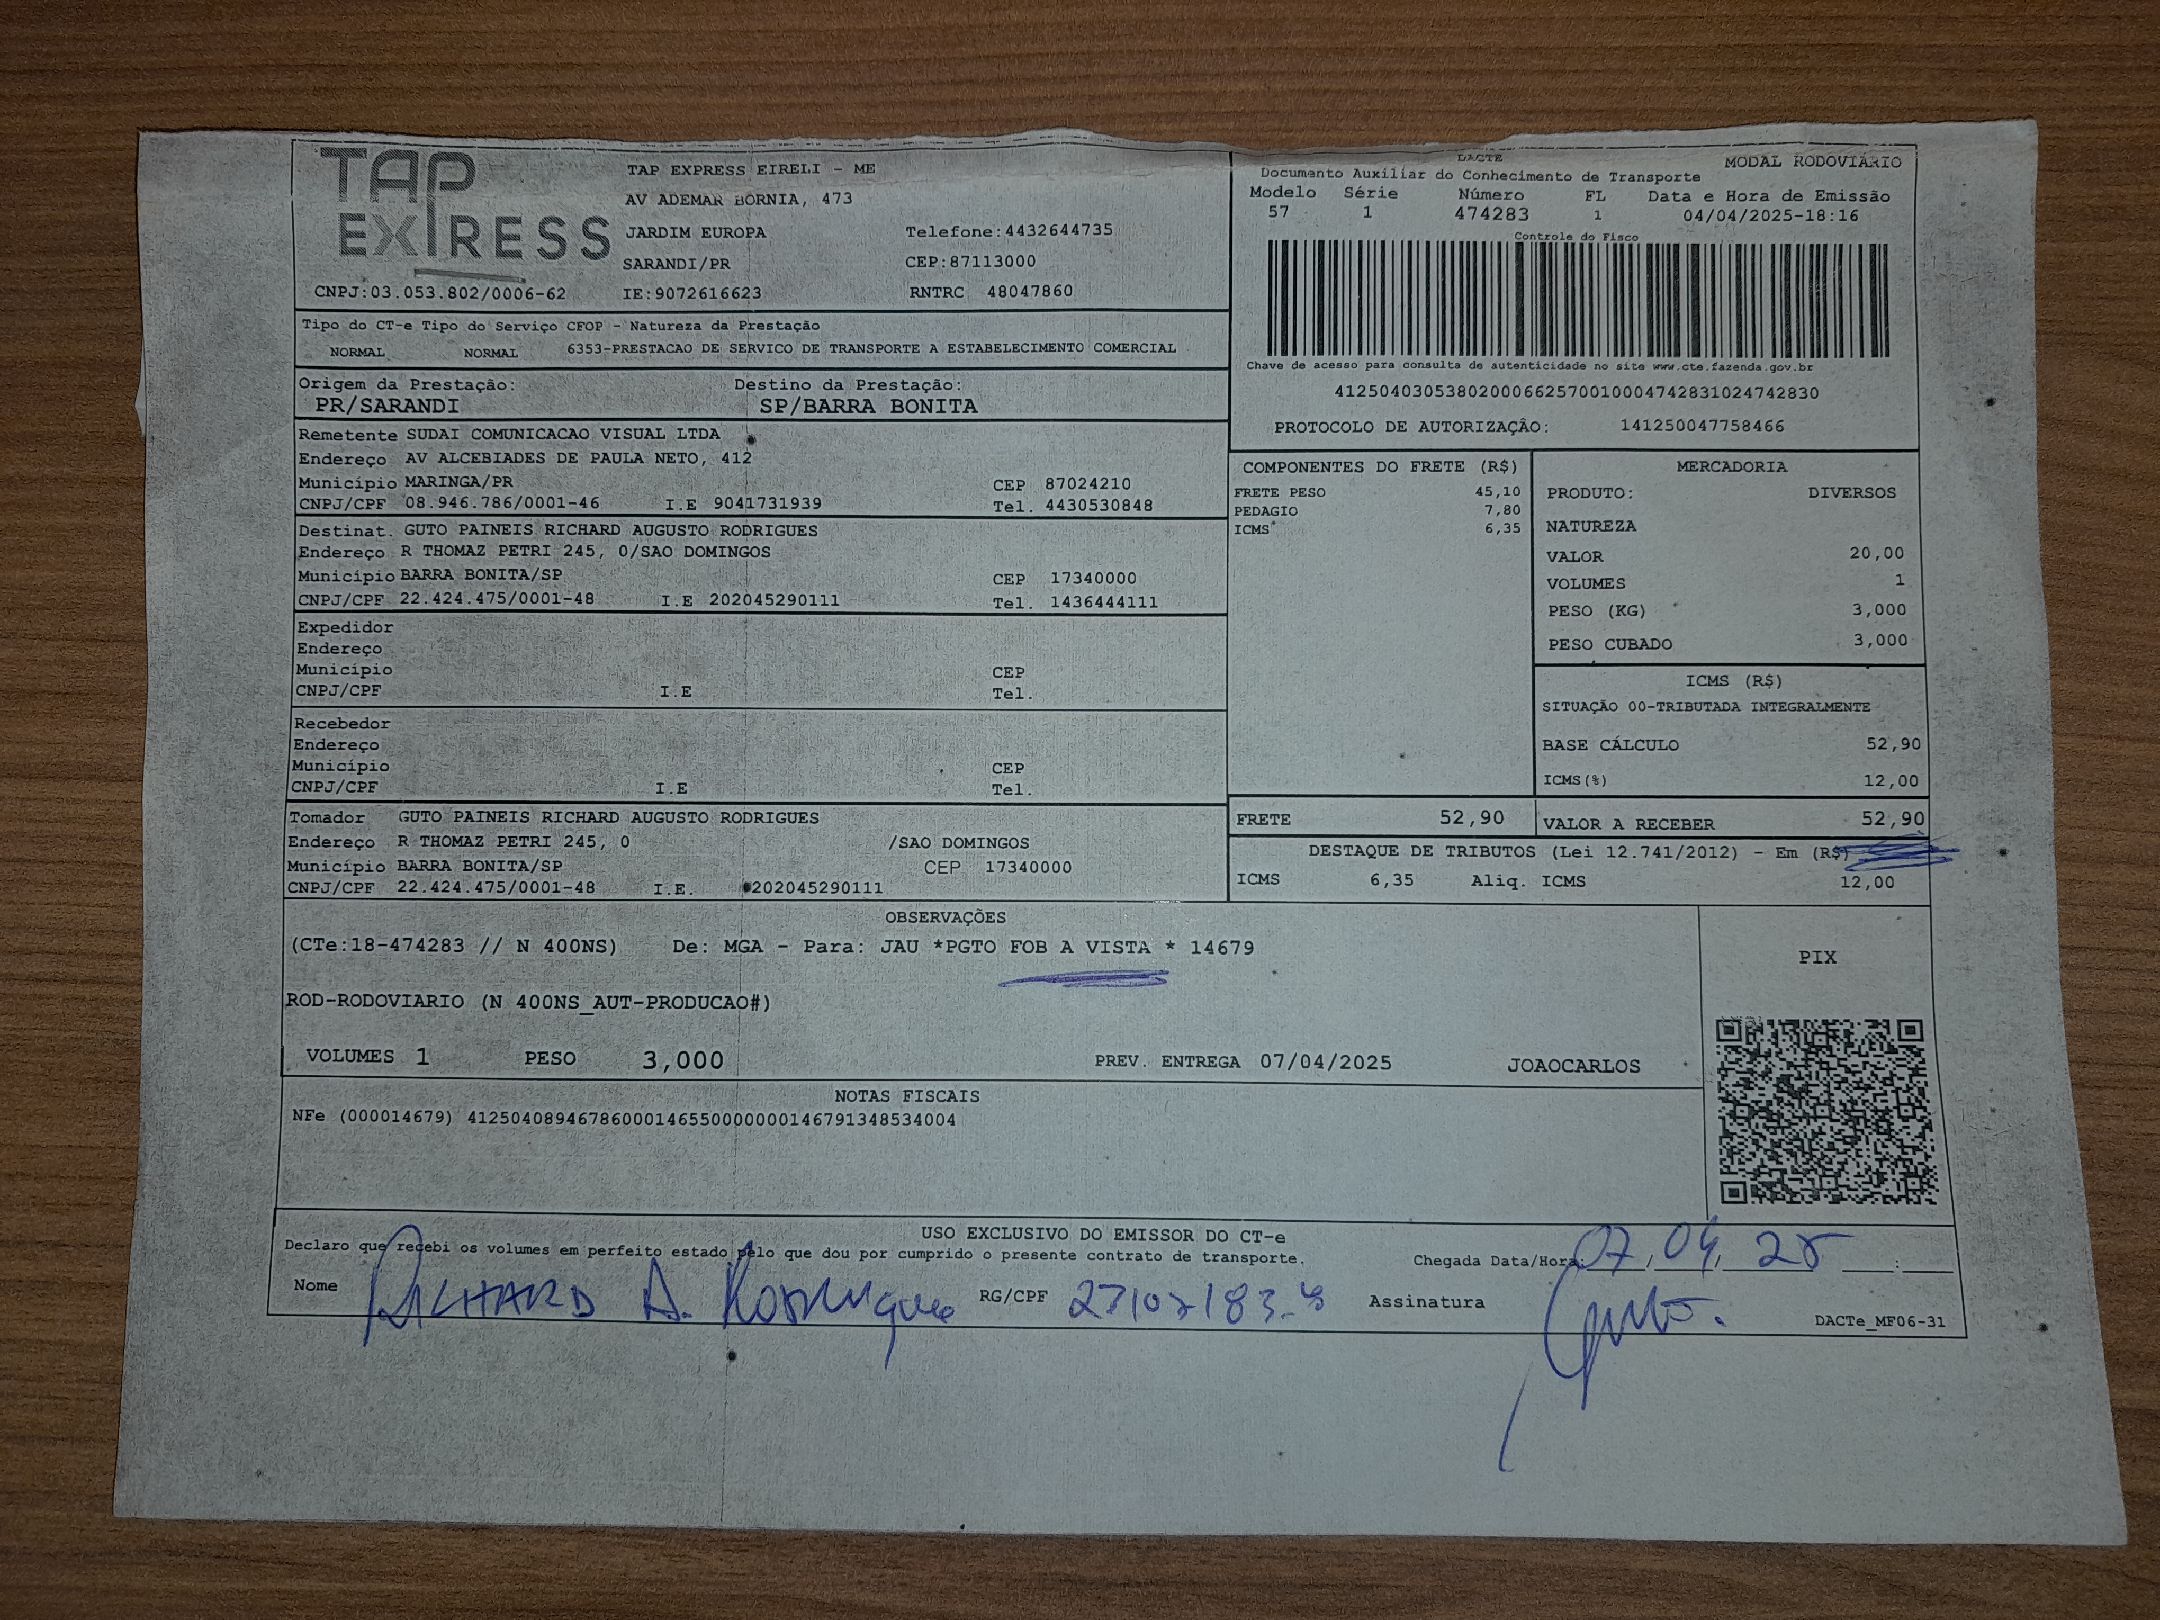 TAP EXPRESS
TAP EXPRESS EIRELI - ME
AV ADEMAR BORNIA, 473
JARDIM EUROPA Telefone:4432644735
SARANDI/PR CEP:87113000
CNPJ:03.053.802/0006-62 IE:9072616623 RNTRC 48047860
DACTE MODAL RODOVIÁRIO
Documento Auxiliar do Conhecimento de Transporte
Modelo Série Número FL Data e Hora de Emissão
57 1 474283 1 04/04/2025-18:16
Controle do Fisco
Chave de acesso para consulta de autenticidade no site www.cte.fazenda.gov.br
41250403053802000662570010004742831024742830
PROTOCOLO DE AUTORIZAÇÃO: 141250047758466
Tipo do CT-e Tipo do Serviço CFOP - Natureza da Prestação
NORMAL NORMAL 6353-PRESTACAO DE SERVICO DE TRANSPORTE A ESTABELECIMENTO COMERCIAL
Origem da Prestação: Destino da Prestação:
PR/SARANDI SP/BARRA BONITA
Remetente SUDAI COMUNICACAO VISUAL LTDA
Endereço AV ALCEBIADES DE PAULA NETO, 412
Município MARINGA/PR CEP 87024210
CNPJ/CPF 08.946.786/0001-46 I.E 9041731939 Tel. 4430530848
Destinat. GUTO PAINEIS RICHARD AUGUSTO RODRIGUES
Endereço R THOMAZ PETRI 245, 0/SAO DOMINGOS
Município BARRA BONITA/SP CEP 17340000
CNPJ/CPF 22.424.475/0001-48 I.E 202045290111 Tel. 1436444111
Expedidor
Endereço
Município CEP
CNPJ/CPF I.E Tel.
Recebedor
Endereço
Município CEP
CNPJ/CPF I.E Tel.
Tomador GUTO PAINEIS RICHARD AUGUSTO RODRIGUES
Endereço R THOMAZ PETRI 245, 0 /SAO DOMINGOS
Município BARRA BONITA/SP CEP 17340000
CNPJ/CPF 22.424.475/0001-48 I.E. 202045290111
COMPONENTES DO FRETE (R$)
FRETE PESO 45,10
PEDAGIO 7,80
ICMS 6,35
MERCADORIA
PRODUTO: DIVERSOS
NATUREZA
VALOR 20,00
VOLUMES 1
PESO (KG) 3,000
PESO CUBADO 3,000
ICMS (R$)
SITUAÇÃO 00-TRIBUTADA INTEGRALMENTE
BASE CÁLCULO 52,90
ICMS(%) 12,00
FRETE 52,90 VALOR A RECEBER 52,90
DESTAQUE DE TRIBUTOS (Lei 12.741/2012) - Em (R$)
ICMS 6,35 Aliq. ICMS 12,00
OBSERVAÇÕES
(CTe:18-474283 // N 400NS) De: MGA - Para: JAU *PGTO FOB A VISTA * 14679
ROD-RODOVIARIO (N 400NS_AUT-PRODUCAO#)
VOLUMES 1 PESO 3,000 PREV. ENTREGA 07/04/2025 JOAOCARLOS
PIX
NOTAS FISCAIS
NFe (000014679) 41250408946786000146550000000146791348534004
USO EXCLUSIVO DO EMISSOR DO CT-e
Declaro que recebi os volumes em perfeito estado pelo que dou por cumprido o presente contrato de transporte. Chegada Data/Hora: 07, 04, 25 :
Nome RICHARD A. Rodrigues RG/CPF Assinatura Guto.
DACTe_MF06-31